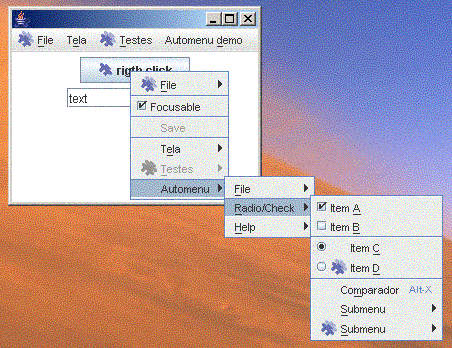 File Tela Testes Automenu demo
rigth click
text
File
Focusable
Save
Tela
Testes
Automenu
File
Radio/Check
Help
Item A
Item B
Item C
Item D
Comparador Alt-X
Submenu
Submenu